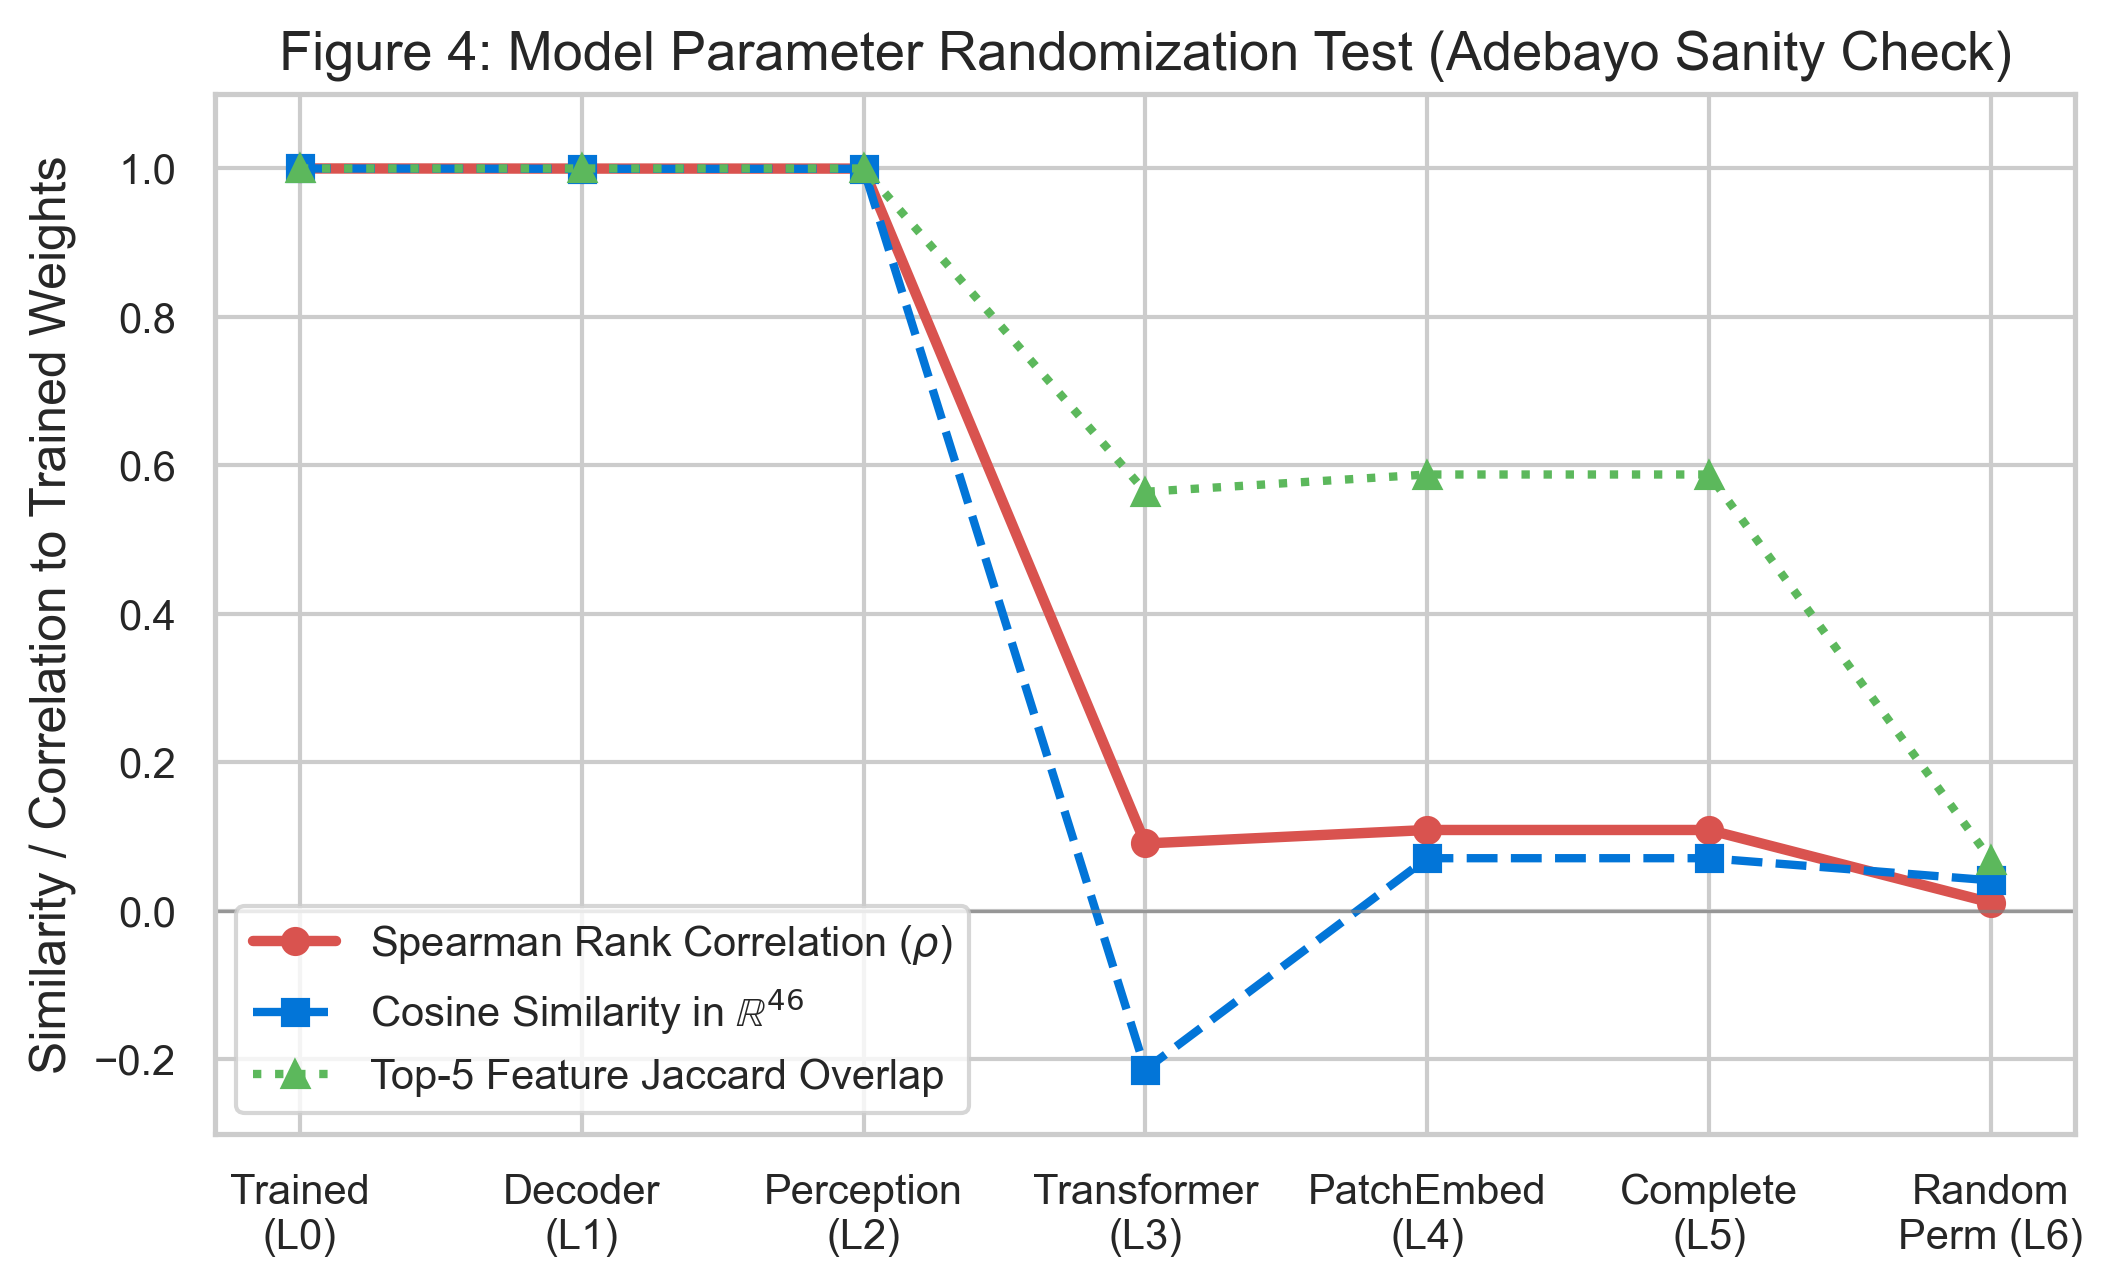 Figure 4: Model Parameter Randomization Test (Adebayo Sanity Check)
Similarity / Correlation to Trained Weights
1.0
0.8
0.6
0.4
0.2
0.0
−0.2
Spearman Rank Correlation (ρ)
Cosine Similarity in ℝ⁴⁶
Top-5 Feature Jaccard Overlap
Trained
(L0)
Decoder
(L1)
Perception
(L2)
Transformer
(L3)
PatchEmbed
(L4)
Complete
(L5)
Random
Perm (L6)